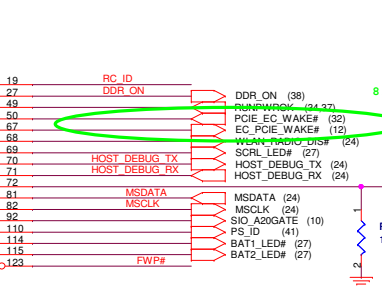 19 RC_ID
27 DDR_ON DDR_ON (38)
49 RUNPWROK (34,37)
50 PCIE_EC_WAKE# (32)
67 EC_PCIE_WAKE# (12)
68 WLAN_RADIO_DIS# (24)
69 SCRL_LED# (27)
70 HOST_DEBUG_TX HOST_DEBUG_TX (24)
71 HOST_DEBUG_RX HOST_DEBUG_RX (24)
72
81 MSDATA MSDATA (24)
82 MSCLK MSCLK (24)
92 SIO_A20GATE (10)
110 PS_ID (41)
114 BAT1_LED# (27)
115 BAT2_LED# (27)
123 FWP#
8
1
2